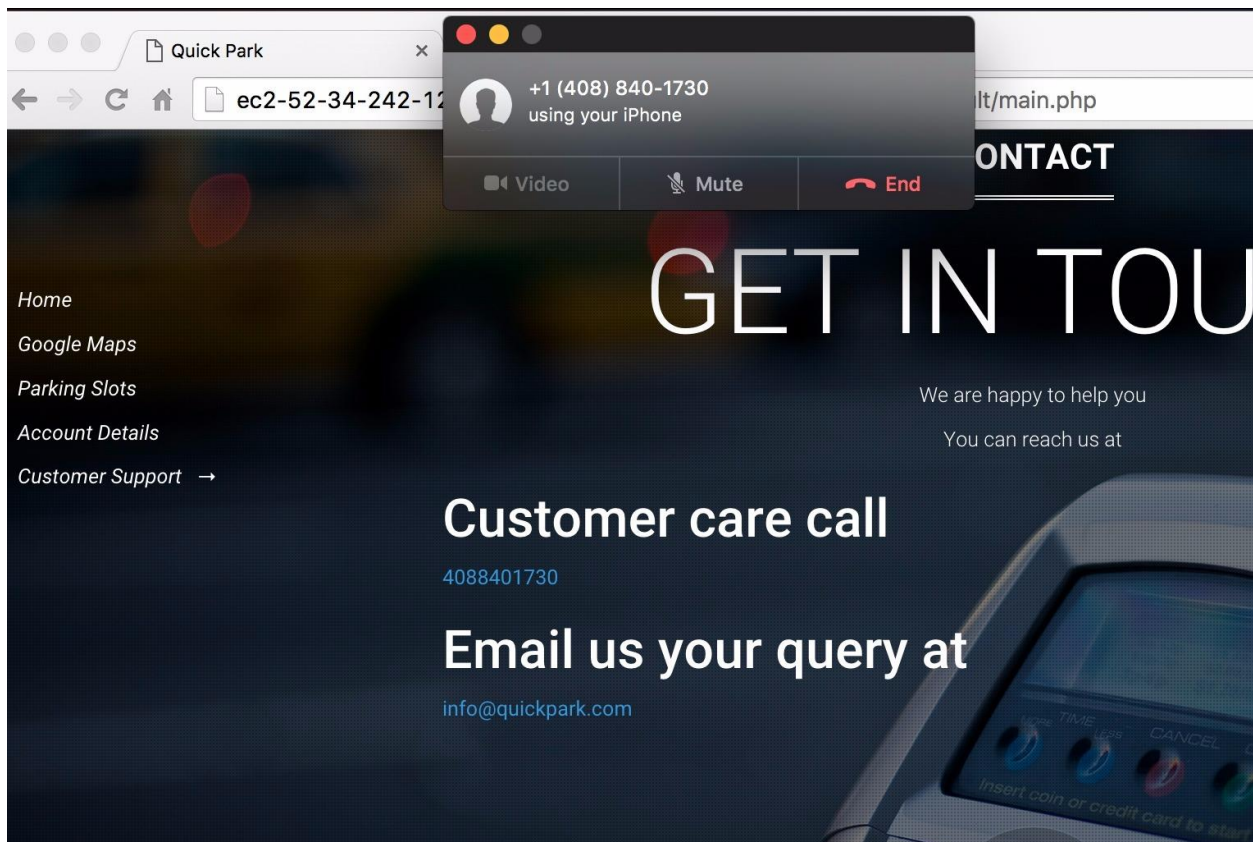 Quick Park
ec2-52-34-242-12
lt/main.php
+1 (408) 840-1730
using your iPhone
Video
Mute
End
ONTACT
GET IN TOU
Home
Google Maps
Parking Slots
Account Details
Customer Support →
We are happy to help you
You can reach us at
Customer care call
4088401730
Email us your query at
info@quickpark.com
MORE TIME LESS CANCEL
Insert coin or credit card to start